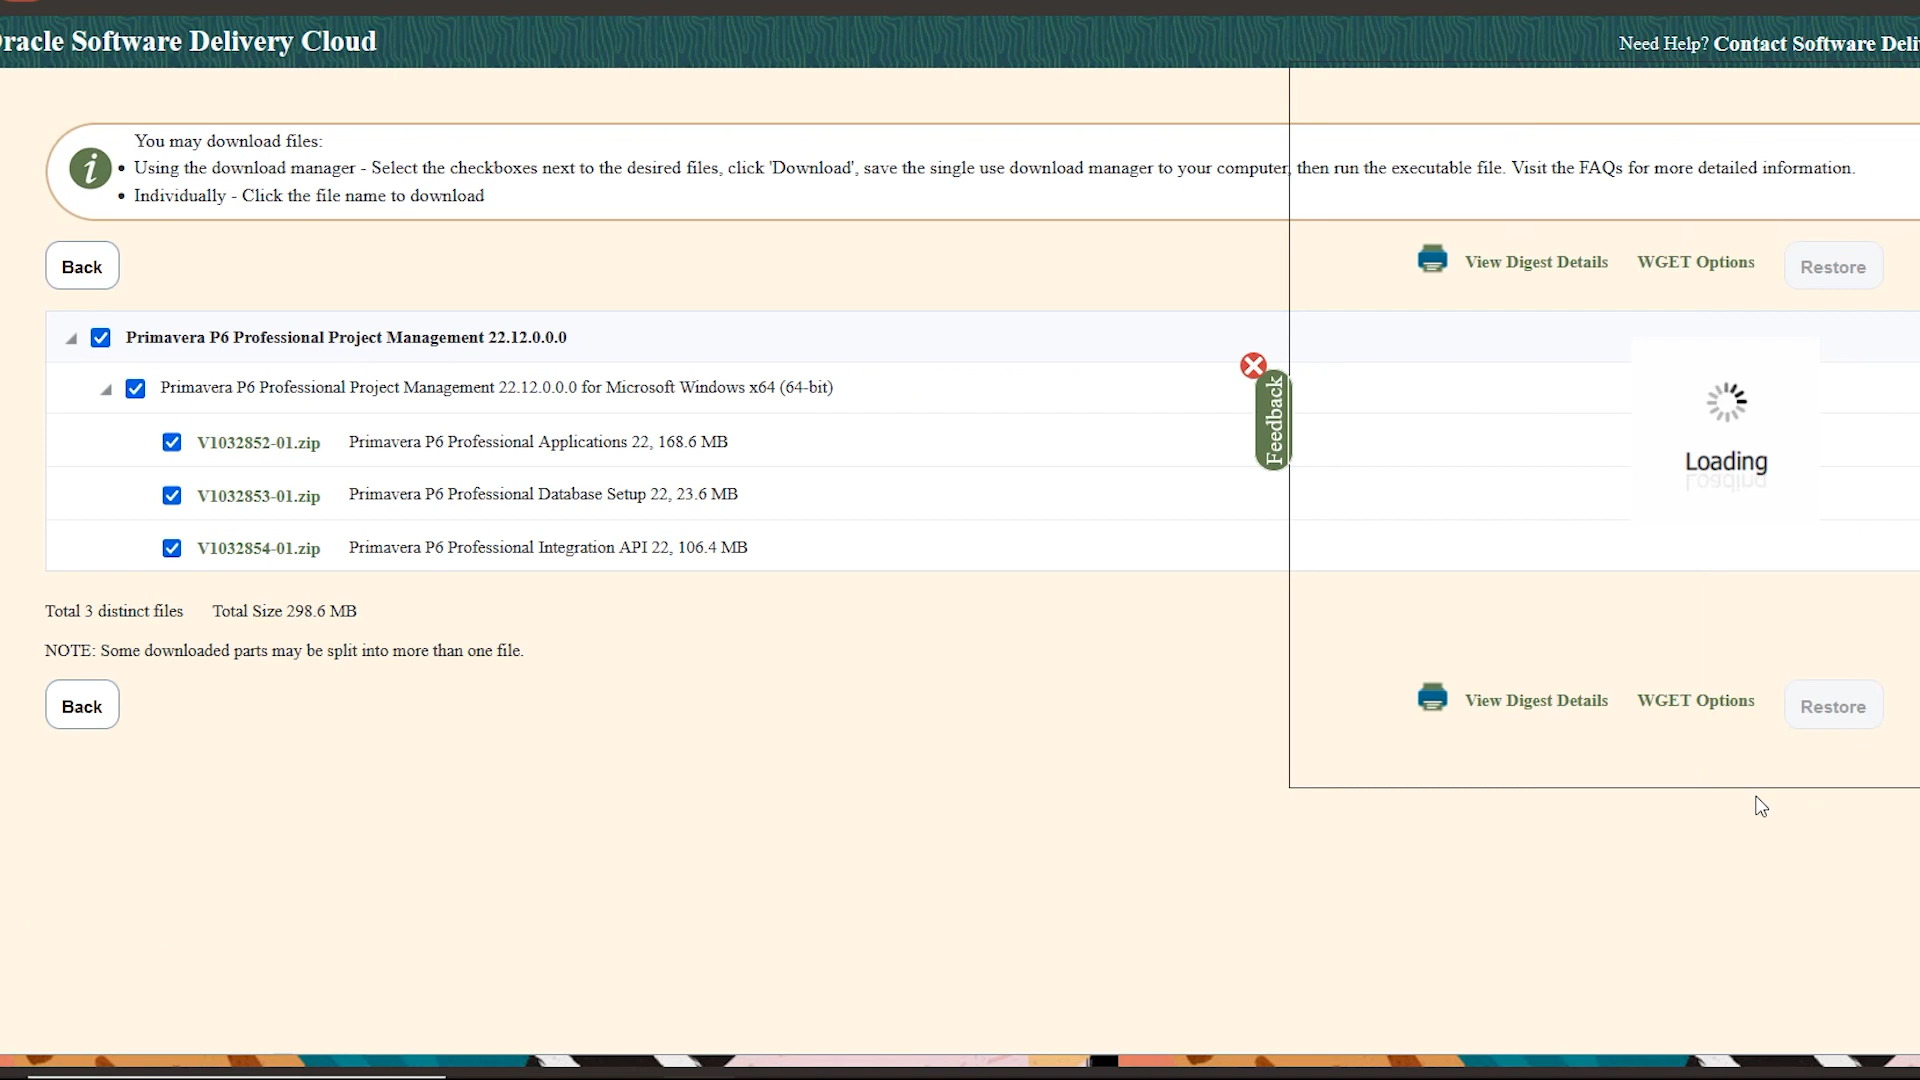 racle Software Delivery Cloud
Need Help? Contact Software Deli
You may download files:
• Using the download manager - Select the checkboxes next to the desired files, click 'Download', save the single use download manager to your computer, then run the executable file. Visit the FAQs for more detailed information.
• Individually - Click the file name to download
Back
View Digest Details
WGET Options
Restore
Primavera P6 Professional Project Management 22.12.0.0.0
Primavera P6 Professional Project Management 22.12.0.0.0 for Microsoft Windows x64 (64-bit)
Feedback
Loading
V1032852-01.zip Primavera P6 Professional Applications 22, 168.6 MB
V1032853-01.zip Primavera P6 Professional Database Setup 22, 23.6 MB
V1032854-01.zip Primavera P6 Professional Integration API 22, 106.4 MB
Total 3 distinct files Total Size 298.6 MB
NOTE: Some downloaded parts may be split into more than one file.
Back
View Digest Details
WGET Options
Restore